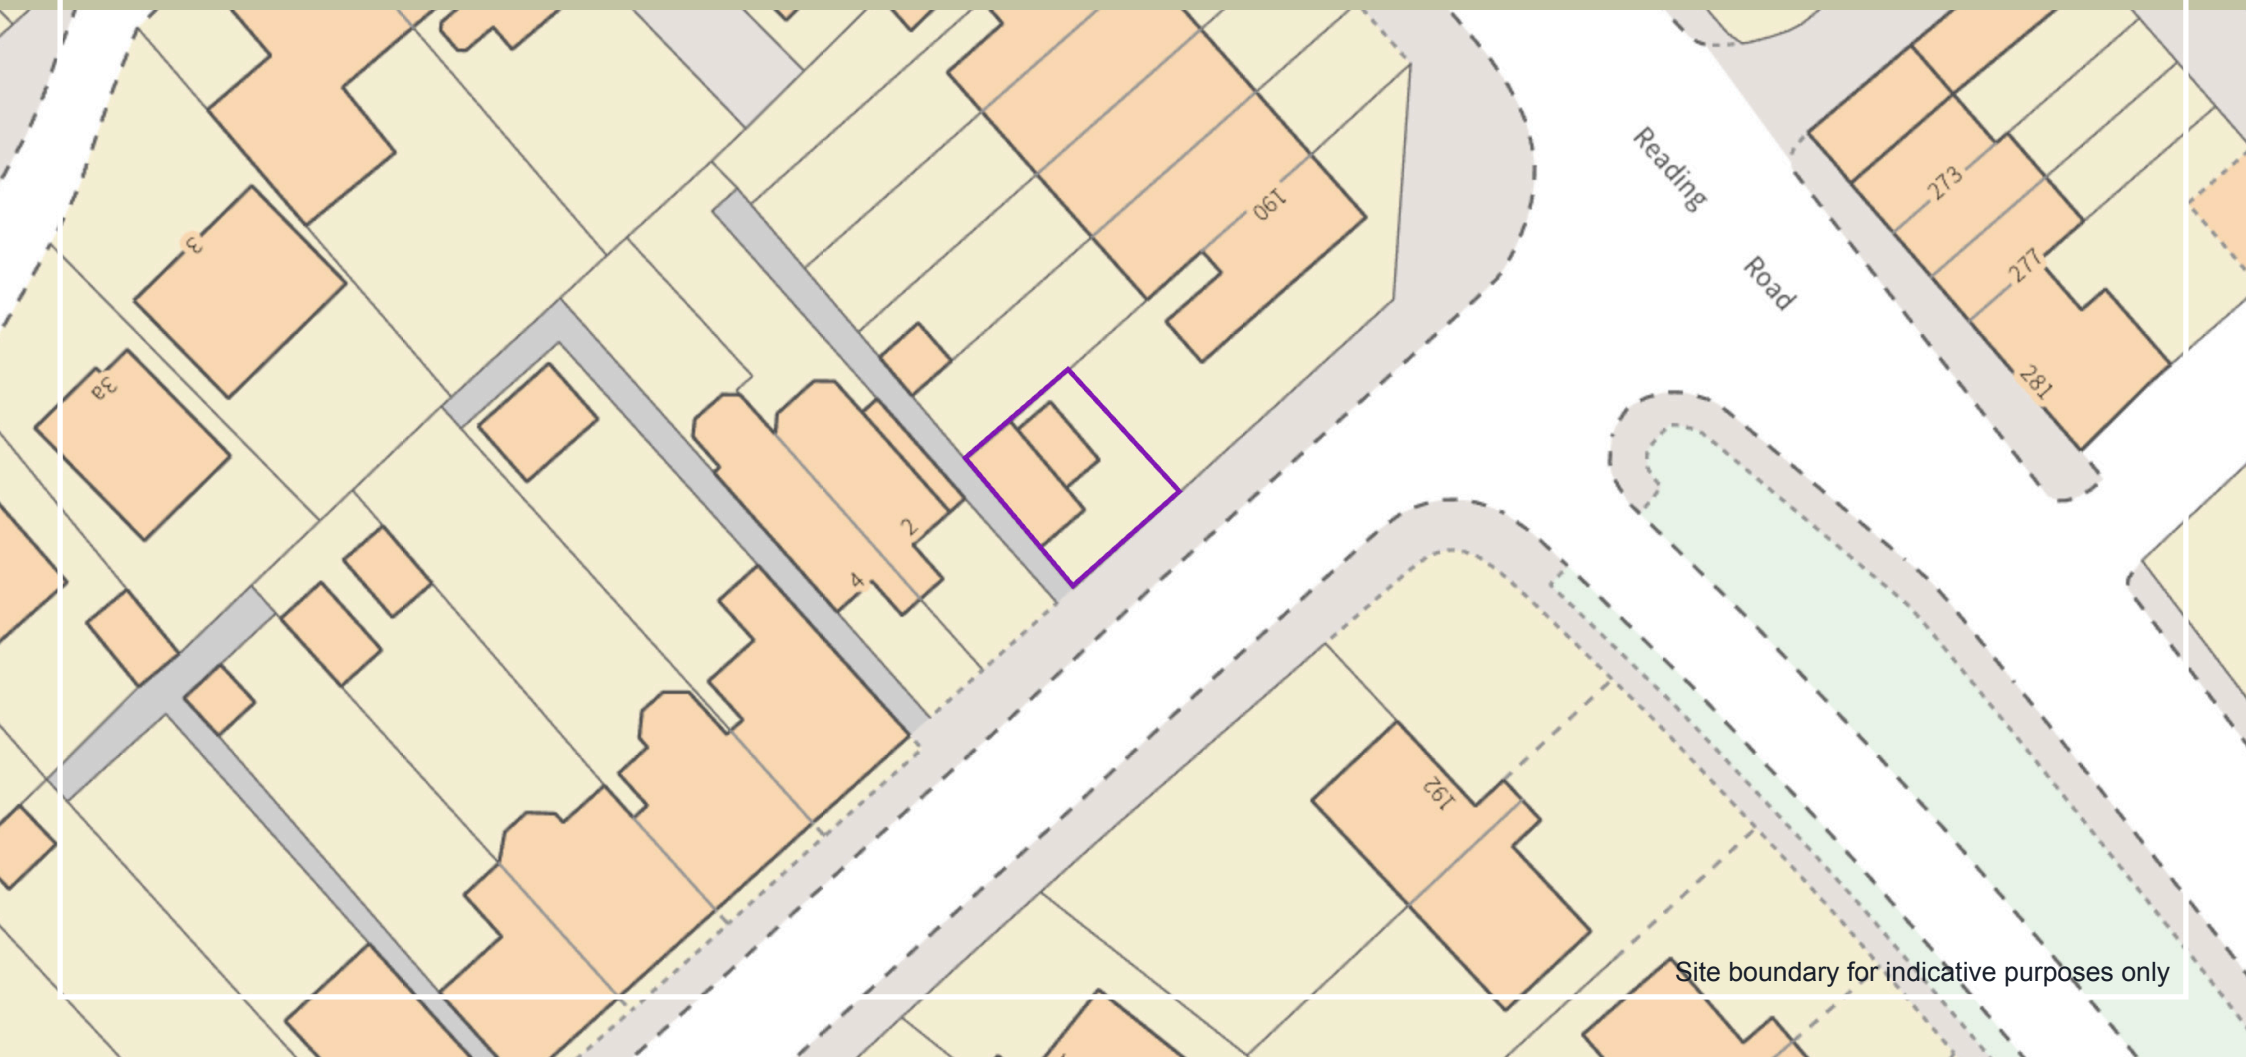 Reading
Road
273
190
3
277
281
3a
2
4
192
Site boundary for indicative purposes only